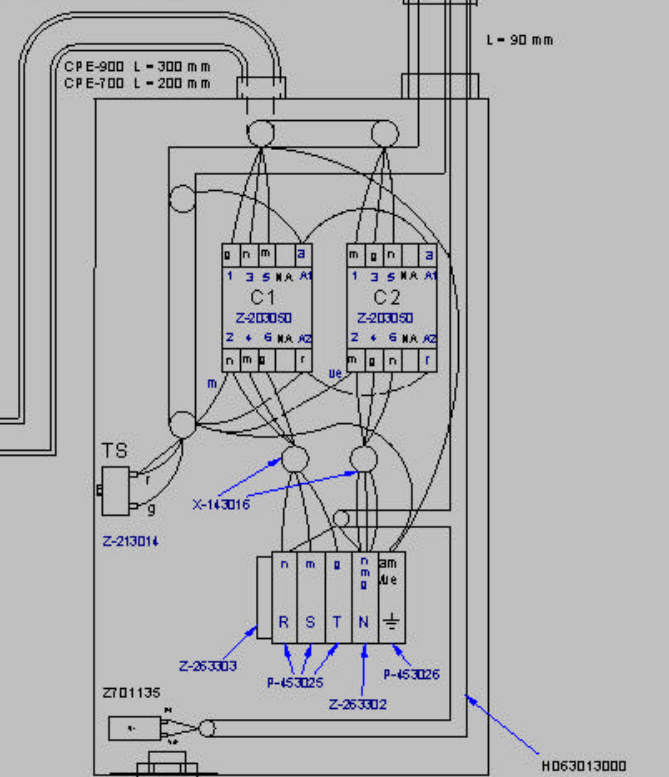 L = 90 mm
CPE-900 L = 300 mm
CPE-700 L = 200 mm
g n m a
1 3 5 NA A1
C1
Z-203050
2 4 6 NA A2
n m g r
m g n a
1 3 5 NA A1
C2
Z-203050
2 4 6 NA A2
m g n r
m
ue
TS
r
g
Z-213014
X-143016
n m g n m g am
R S T N
Z-263303
P-453025
Z-263302
P-453026
Z701135
H063013000